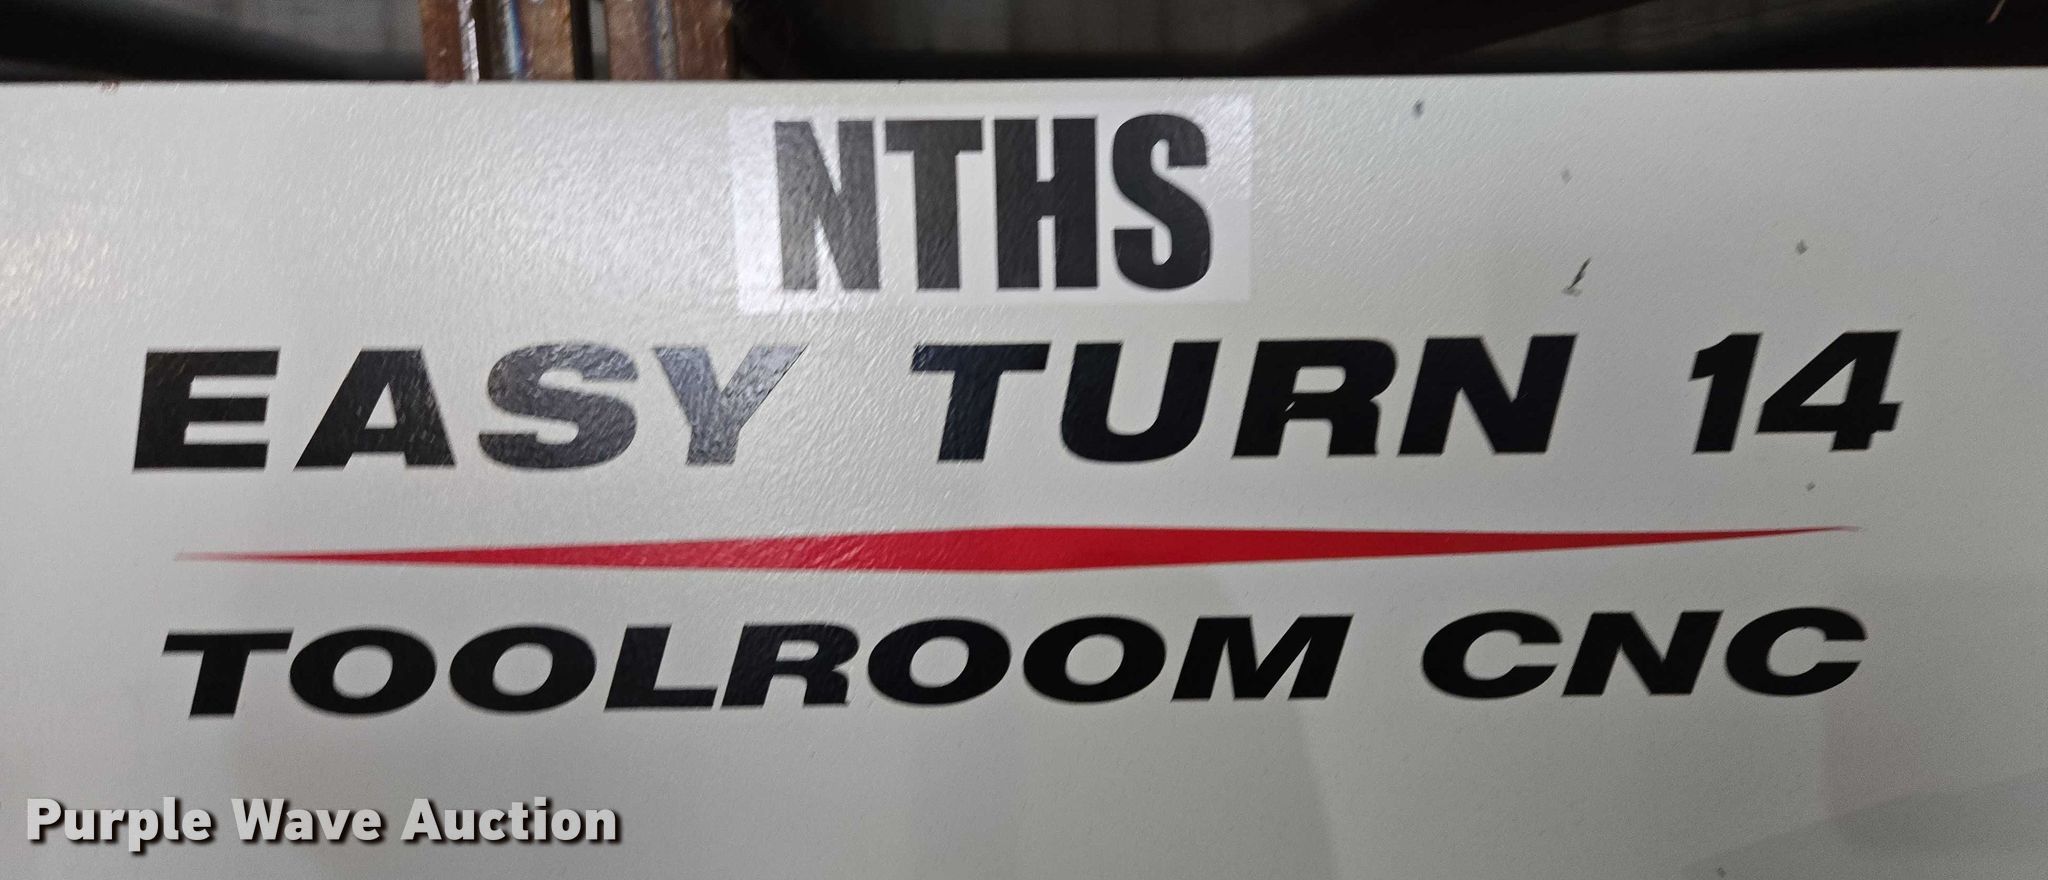 NTHS
EASY TURN 14
TOOLROOM CNC
Purple Wave Auction